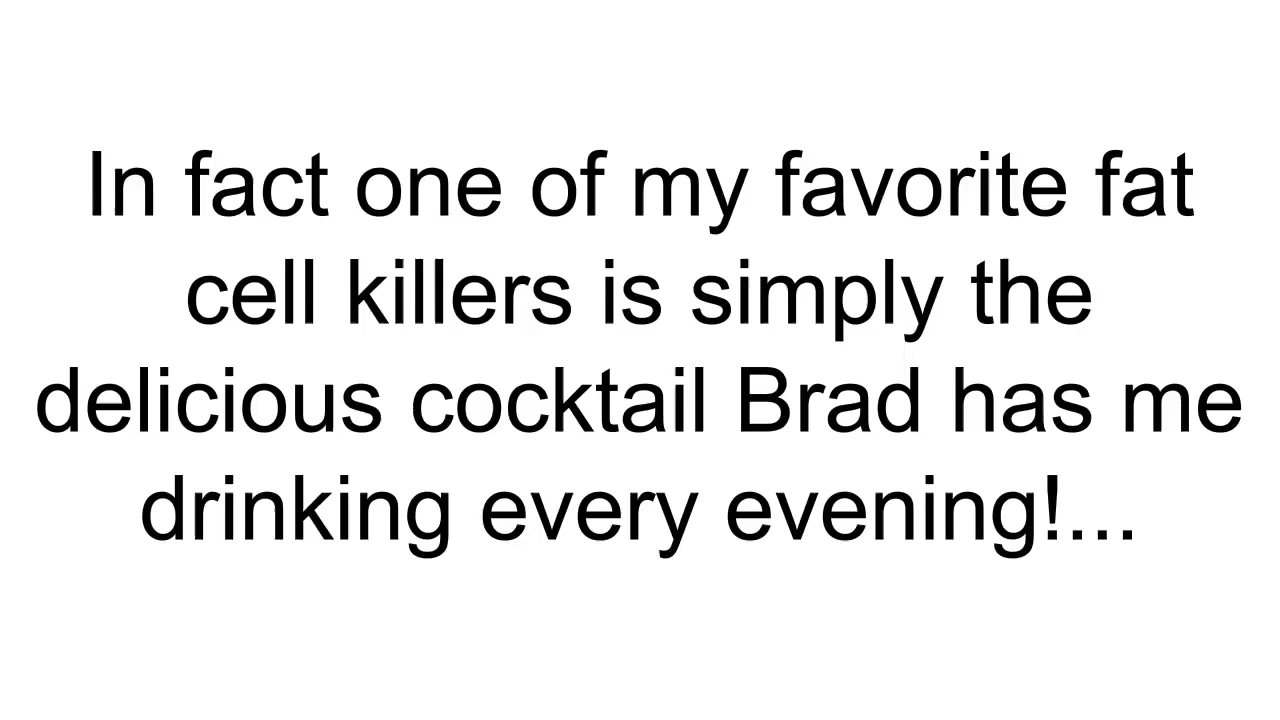 In fact one of my favorite fat
cell killers is simply the
delicious cocktail Brad has me
drinking every evening!...